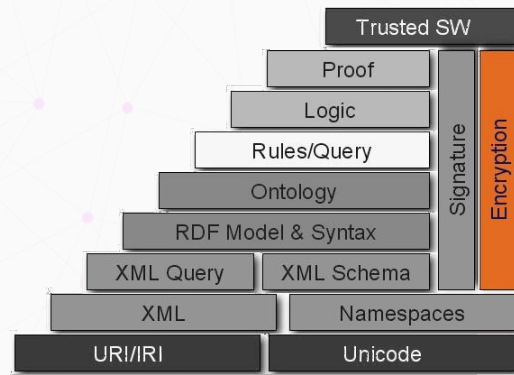 Trusted SW
Proof
Logic
Rules/Query
Ontology
RDF Model & Syntax
XML Query
XML Schema
XML
Namespaces
URI/IRI
Unicode
Signature
Encryption